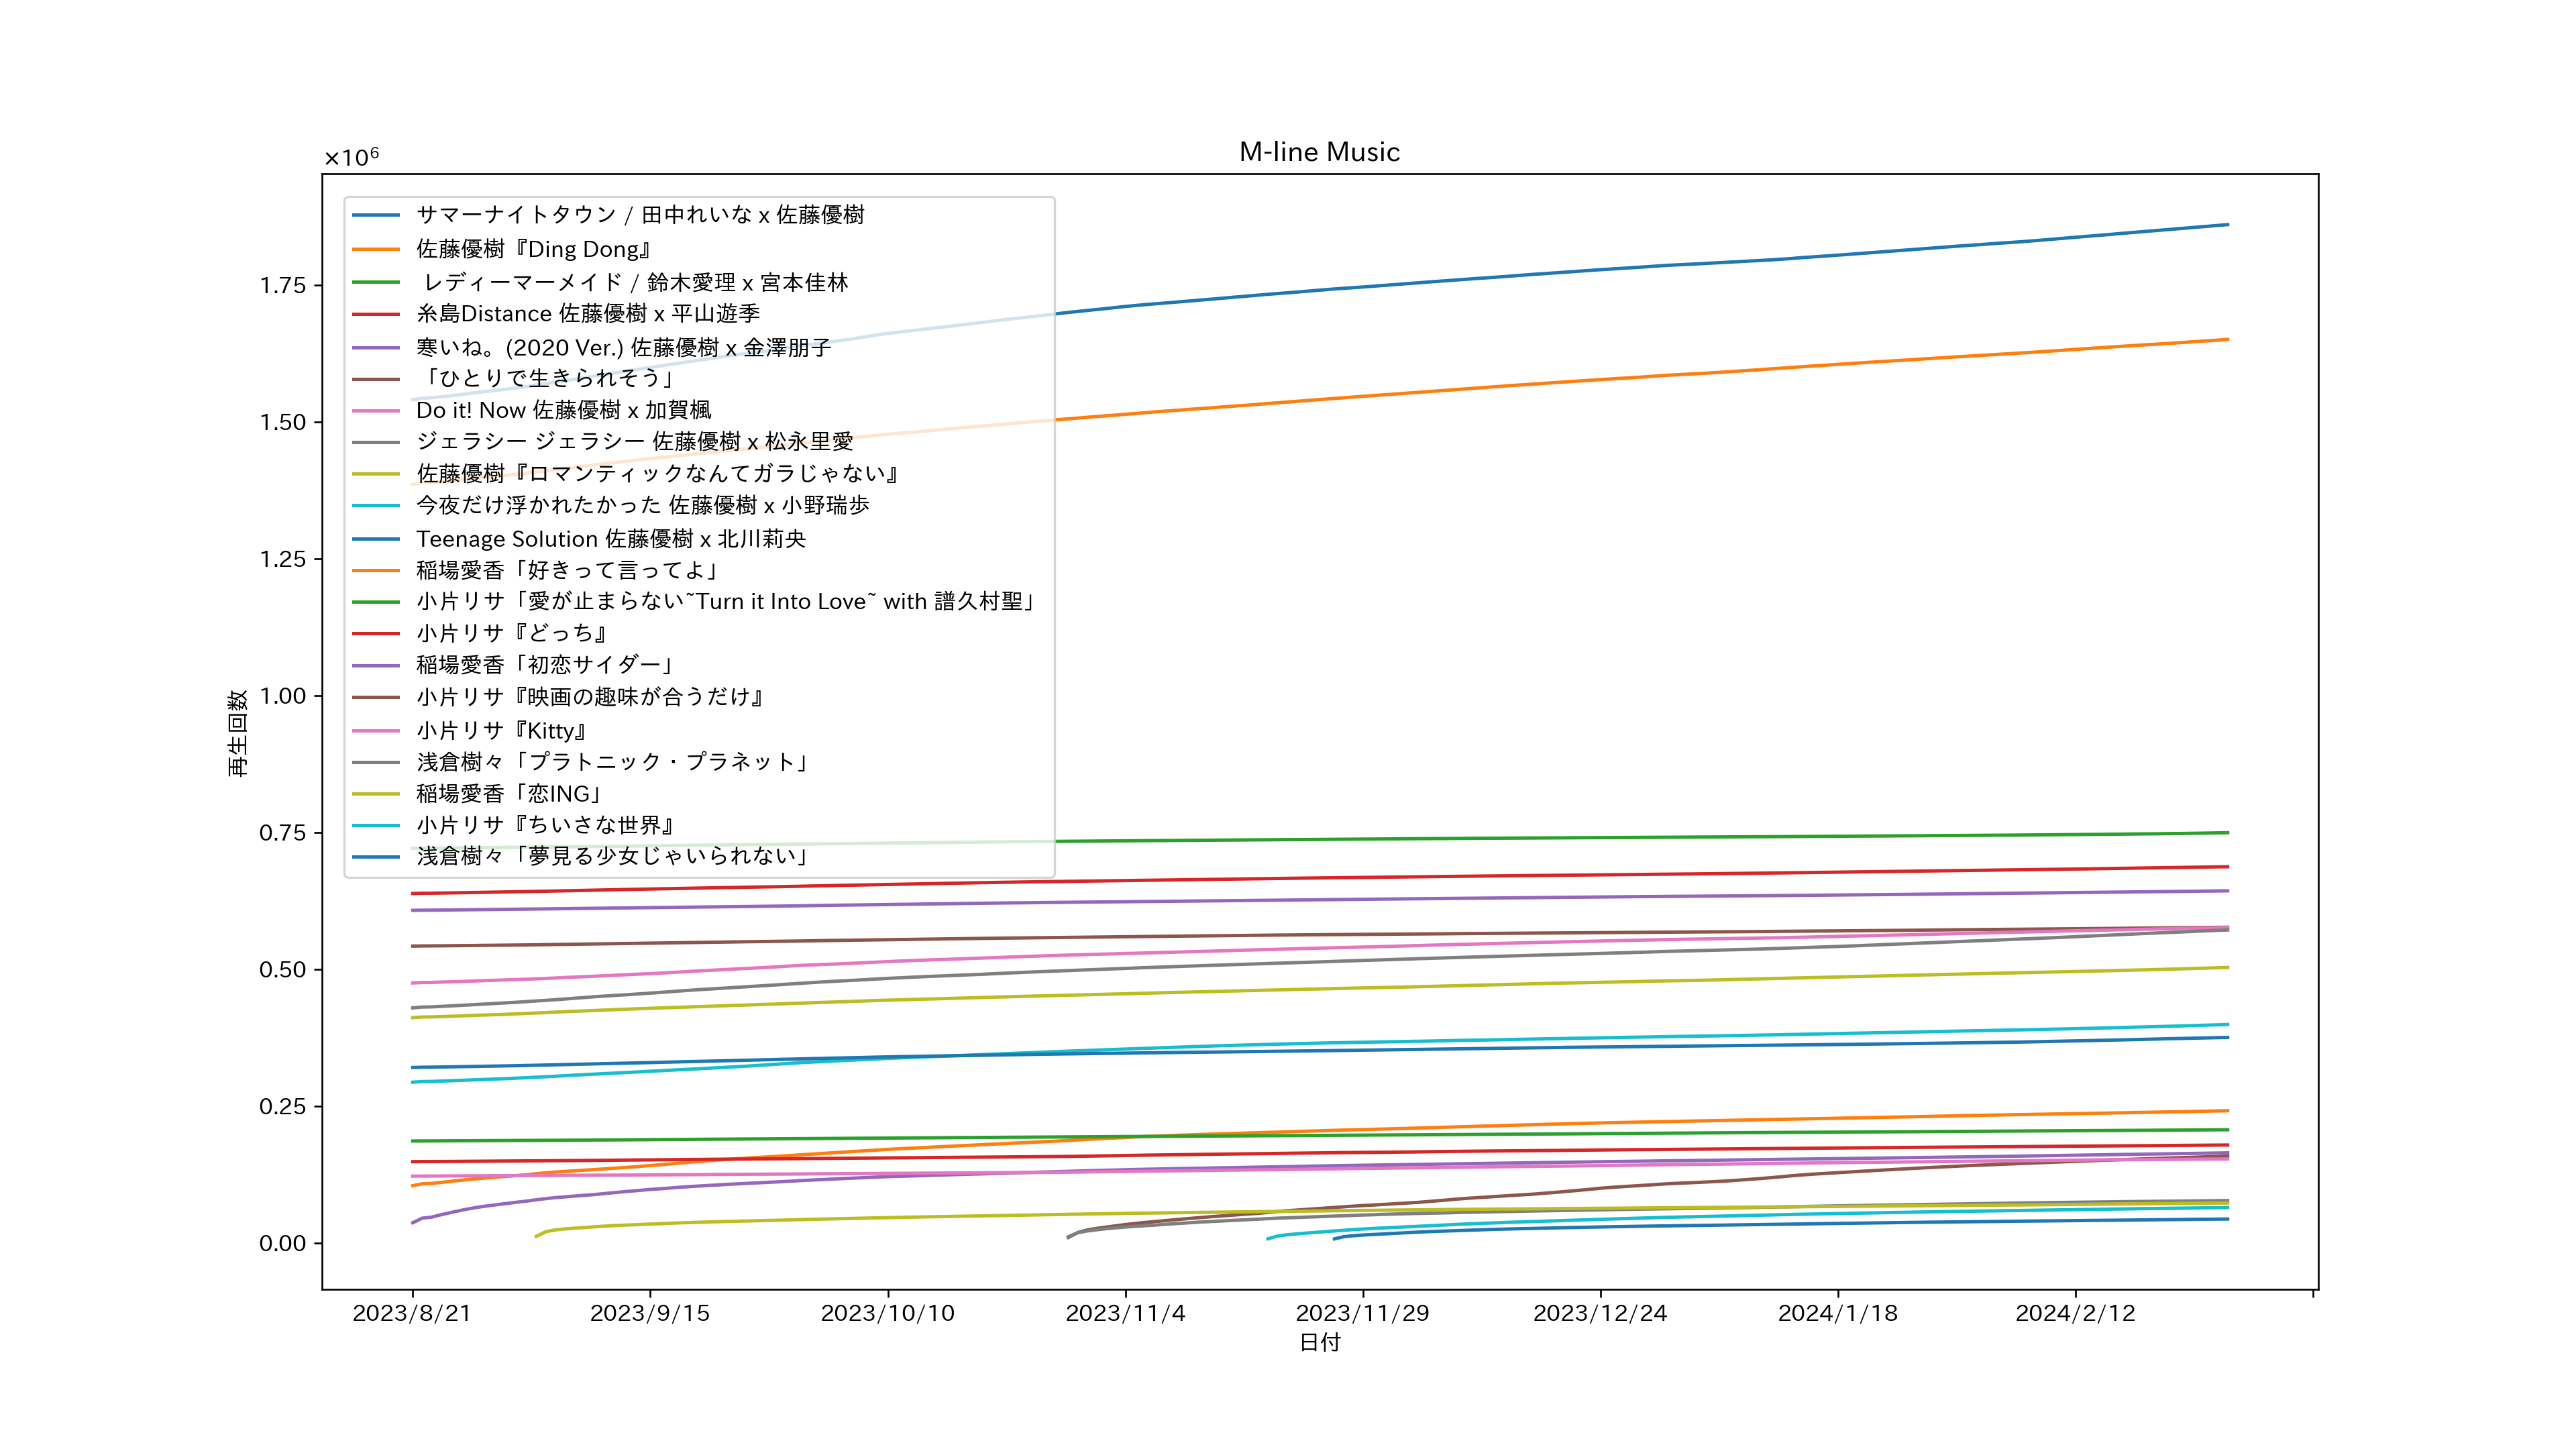 M-line Music
×10⁶
サマーナイトタウン / 田中れいな x 佐藤優樹
佐藤優樹『Ding Dong』
レディーマーメイド / 鈴木愛理 x 宮本佳林
糸島Distance 佐藤優樹 x 平山遊季
寒いね。(2020 Ver.) 佐藤優樹 x 金澤朋子
「ひとりで生きられそう」
Do it! Now 佐藤優樹 x 加賀楓
ジェラシー ジェラシー 佐藤優樹 x 松永里愛
佐藤優樹『ロマンティックなんてガラじゃない』
今夜だけ浮かれたかった 佐藤優樹 x 小野瑞歩
Teenage Solution 佐藤優樹 x 北川莉央
稲場愛香「好きって言ってよ」
小片リサ「愛が止まらない~Turn it Into Love~ with 譜久村聖」
小片リサ『どっち』
稲場愛香「初恋サイダー」
小片リサ『映画の趣味が合うだけ』
小片リサ『Kitty』
浅倉樹々「プラトニック・プラネット」
稲場愛香「恋ING」
小片リサ『ちいさな世界』
浅倉樹々「夢見る少女じゃいられない」
1.75
1.50
1.25
1.00
0.75
0.50
0.25
0.00
再生回数
2023/8/21
2023/9/15
2023/10/10
2023/11/4
2023/11/29
2023/12/24
2024/1/18
2024/2/12
日付